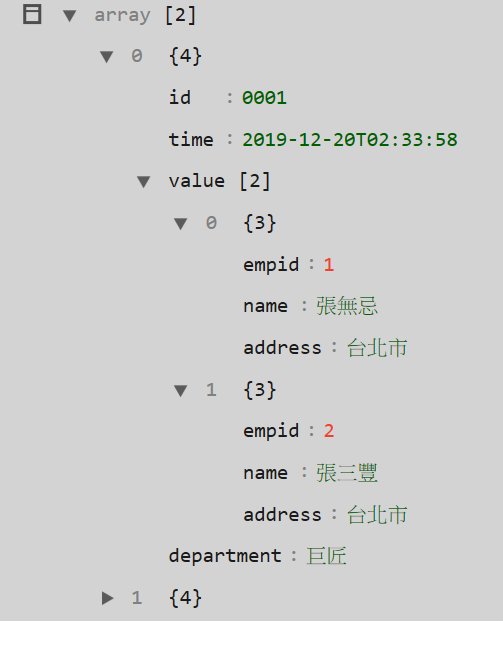 array [2]
0 {4}
id : 0001
time : 2019-12-20T02:33:58
value [2]
0 {3}
empid : 1
name : 張無忌
address : 台北市
1 {3}
empid : 2
name : 張三豐
address : 台北市
department : 巨匠
1 {4}